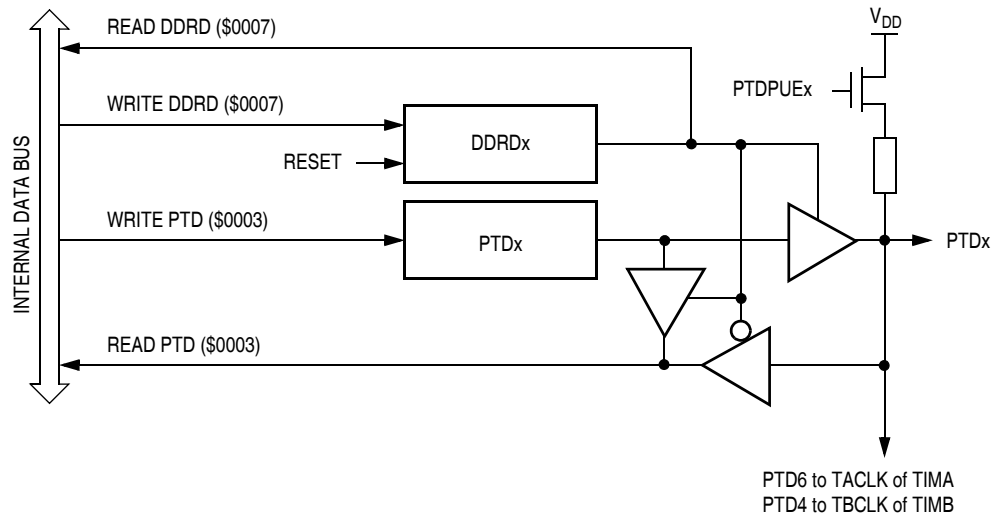 READ DDRD ($0007)
V_DD
PTDPUEx
WRITE DDRD ($0007)
DDRDx
RESET
INTERNAL DATA BUS
WRITE PTD ($0003)
PTDx
PTDx
READ PTD ($0003)
PTD6 to TACLK of TIMA
PTD4 to TBCLK of TIMB